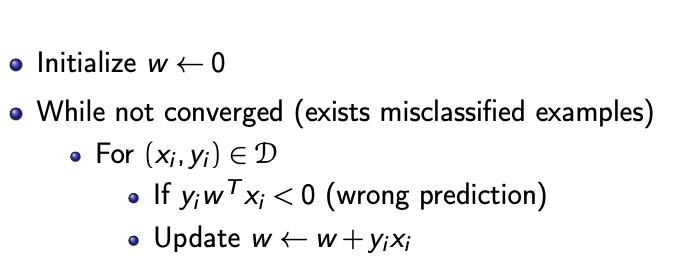 Initialize w ← 0
While not converged (exists misclassified examples)
For (xᵢ, yᵢ) ∈ 𝒟
If yᵢwᵀxᵢ < 0 (wrong prediction)
Update w ← w + yᵢxᵢ